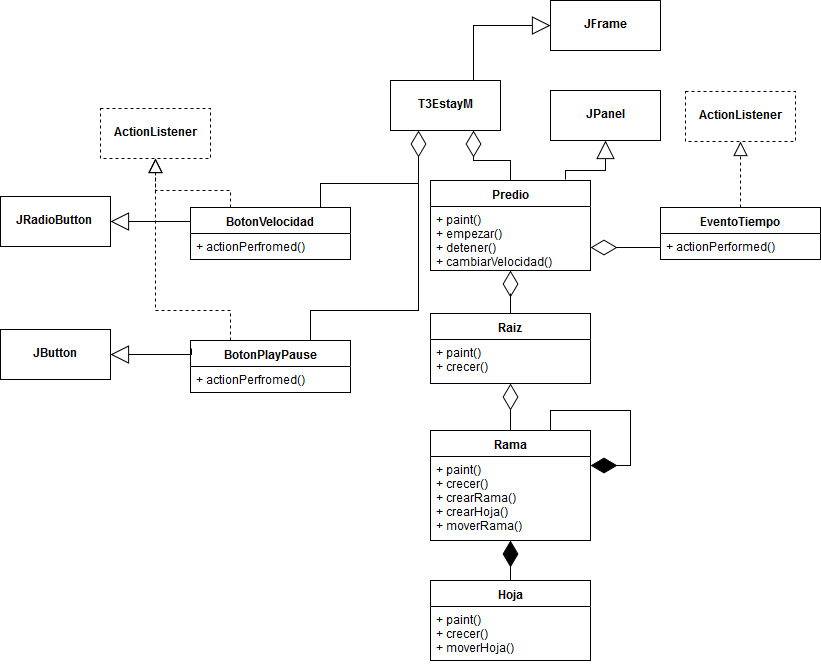 JFrame
T3EstayM
JPanel
ActionListener
ActionListener
JRadioButton
BotonVelocidad
+ actionPerfromed()
Predio
+ paint()
+ empezar()
+ detener()
+ cambiarVelocidad()
EventoTiempo
+ actionPerformed()
Raiz
+ paint()
+ crecer()
JButton
BotonPlayPause
+ actionPerfromed()
Rama
+ paint()
+ crecer()
+ crearRama()
+ crearHoja()
+ moverRama()
Hoja
+ paint()
+ crecer()
+ moverHoja()